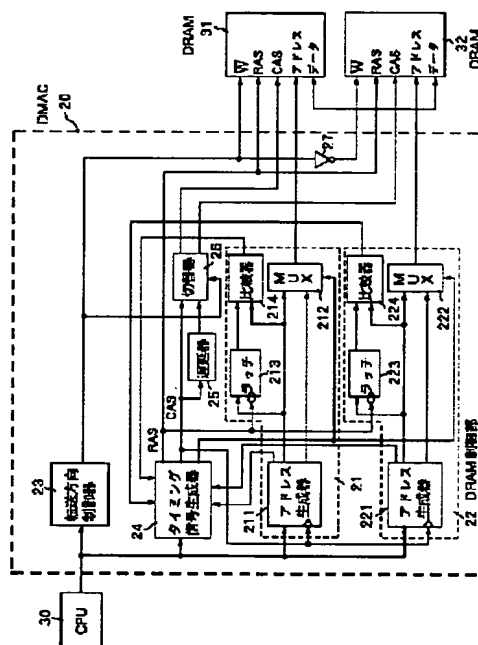 DMAC
20
30
CPU
23
転送方向
制御器
24
タイミング
信号生成器
RAS
CAS
25
遅延器
26
切替器
27
DRAM
31
W
RAS
CAS
アドレス
データ
32
DRAM
W
RAS
CAS
アドレス
データ
211
アドレス
生成器
213
ラッチ
比較器
214
MUX
212
21
221
アドレス
生成器
223
ラッチ
比較器
224
MUX
222
22 DRAM制御部